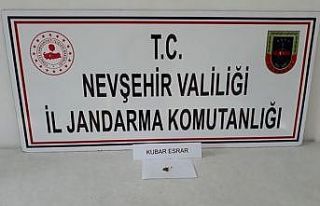 T.C.
NEVŞEHİR VALİLİĞİ
İL JANDARMA KOMUTANLIĞI
KUBAR ESRAR